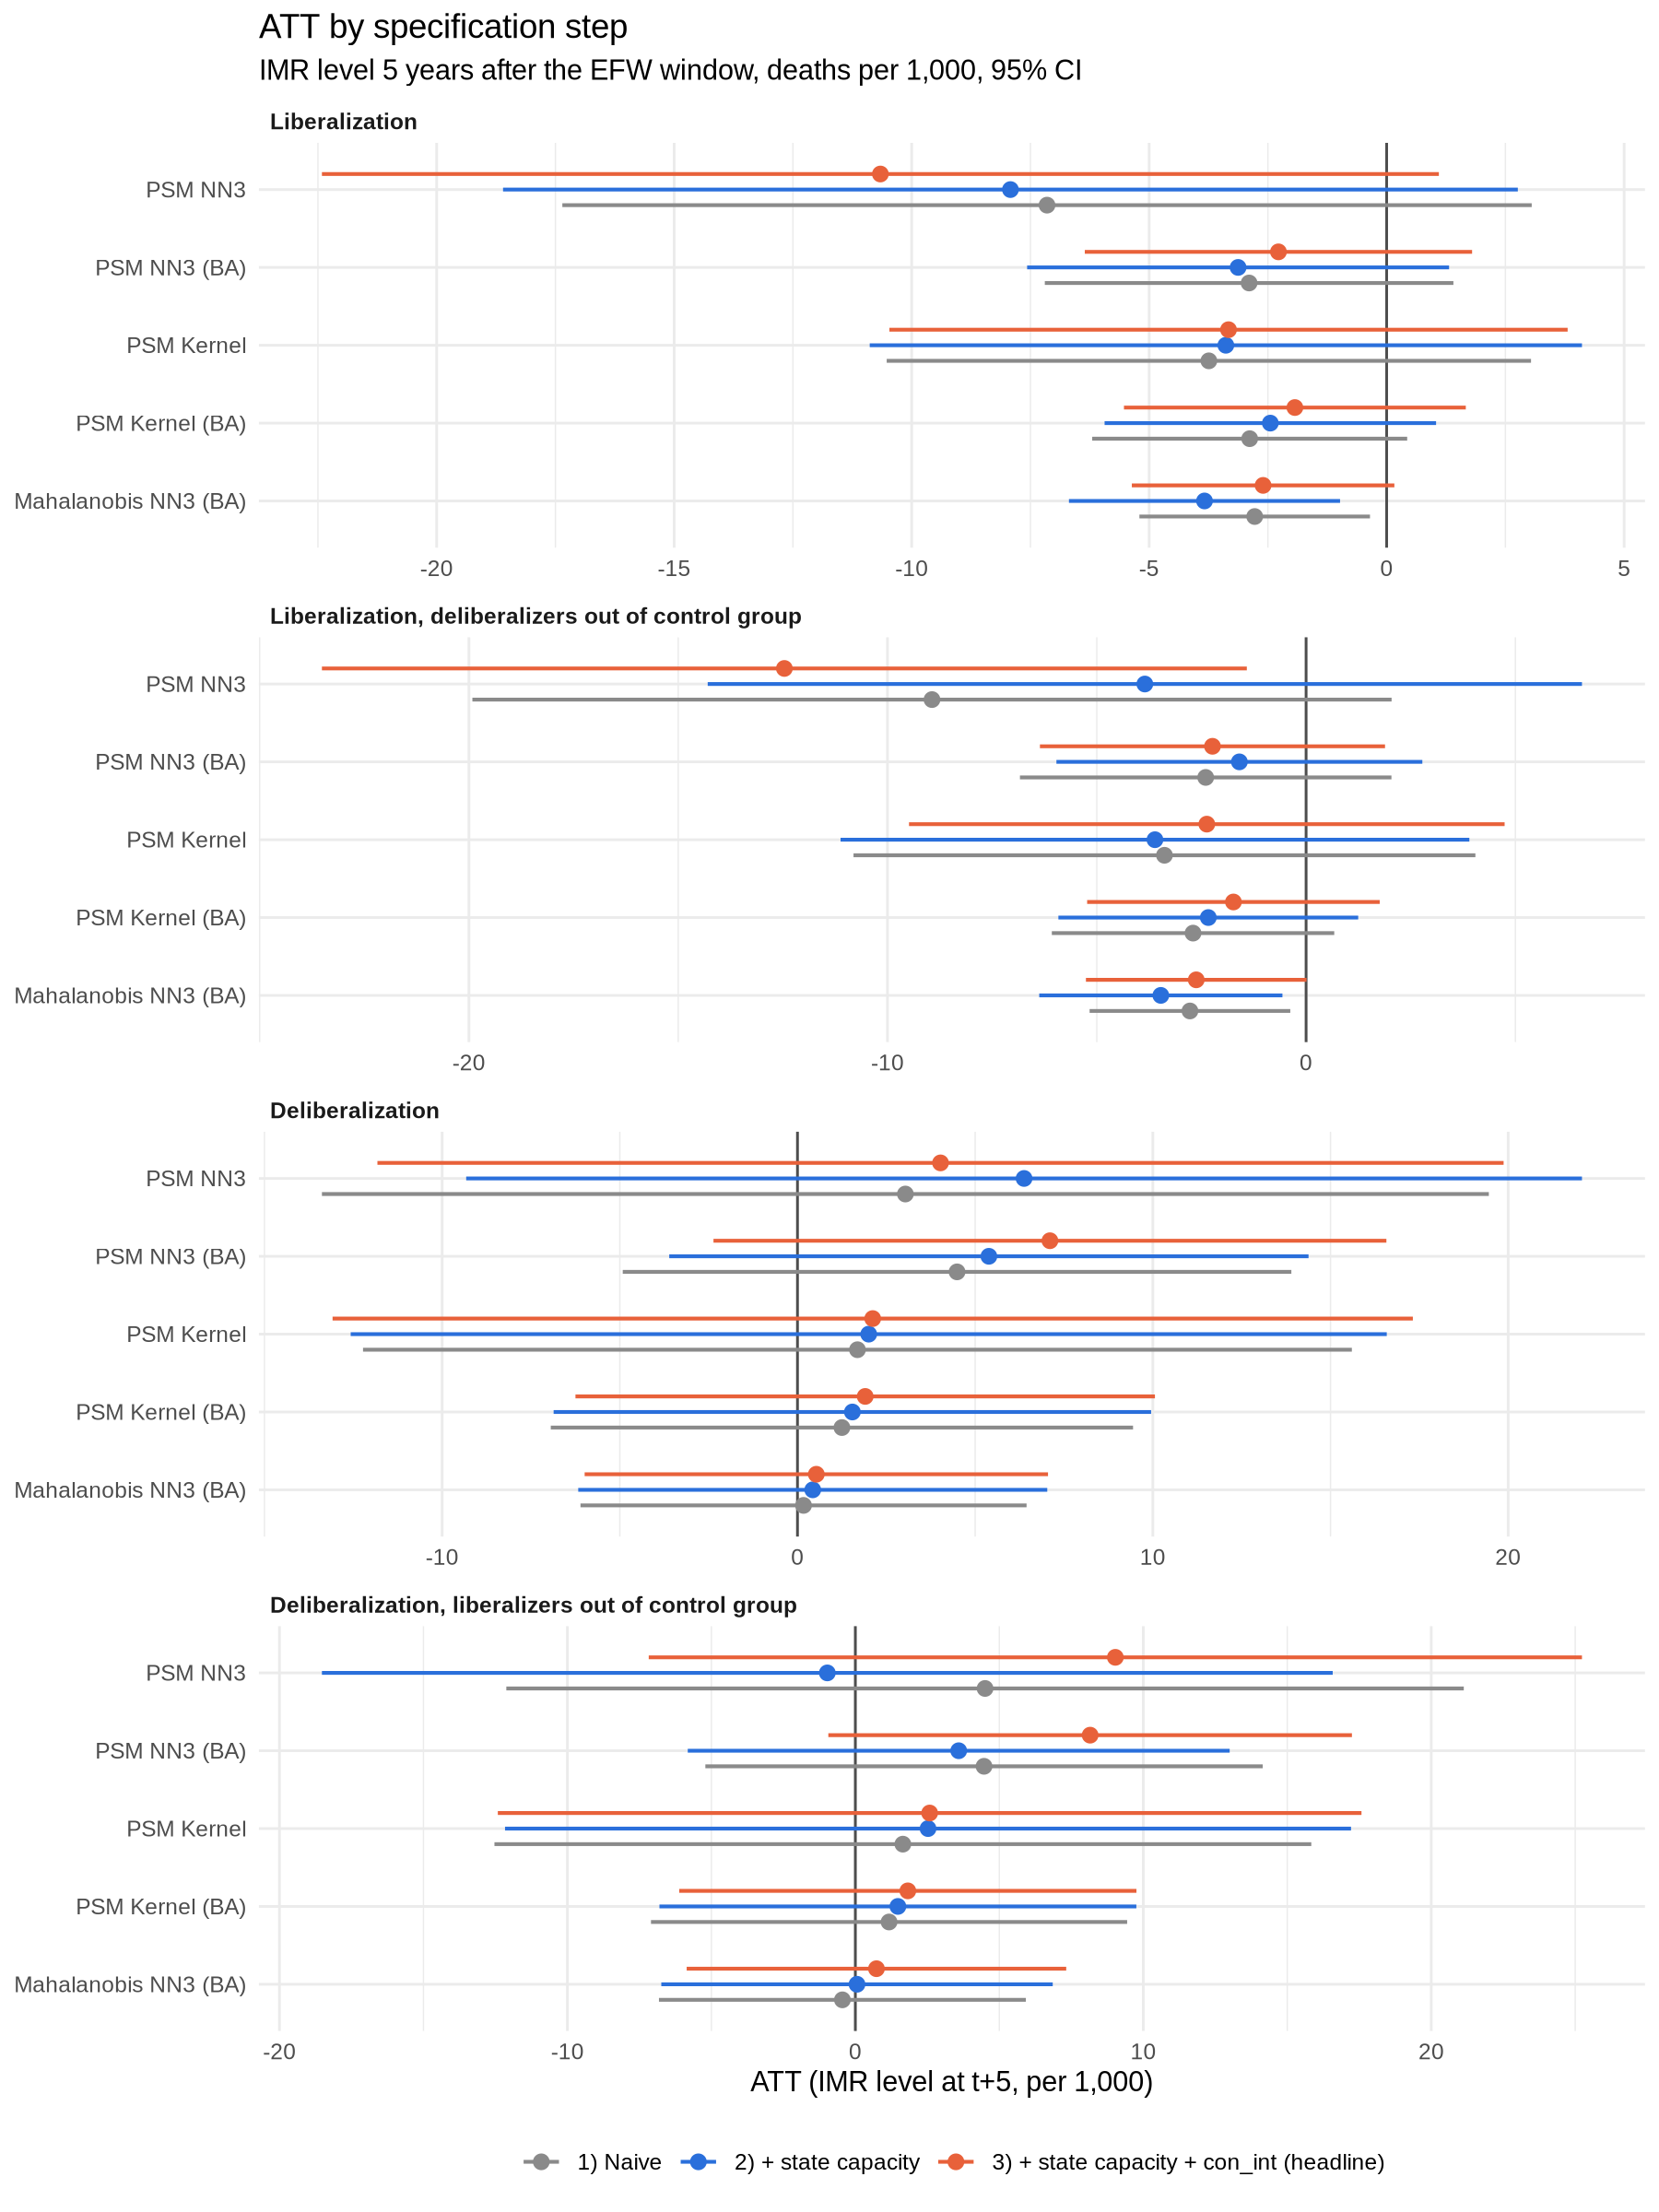 ATT by specification step
IMR level 5 years after the EFW window, deaths per 1,000, 95% CI
Liberalization
PSM NN3
PSM NN3 (BA)
PSM Kernel
PSM Kernel (BA)
Mahalanobis NN3 (BA)
-20 -15 -10 -5 0 5
Liberalization, deliberalizers out of control group
PSM NN3
PSM NN3 (BA)
PSM Kernel
PSM Kernel (BA)
Mahalanobis NN3 (BA)
-20 -10 0
Deliberalization
PSM NN3
PSM NN3 (BA)
PSM Kernel
PSM Kernel (BA)
Mahalanobis NN3 (BA)
-10 0 10 20
Deliberalization, liberalizers out of control group
PSM NN3
PSM NN3 (BA)
PSM Kernel
PSM Kernel (BA)
Mahalanobis NN3 (BA)
-20 -10 0 10 20
ATT (IMR level at t+5, per 1,000)
1) Naive 2) + state capacity 3) + state capacity + con_int (headline)